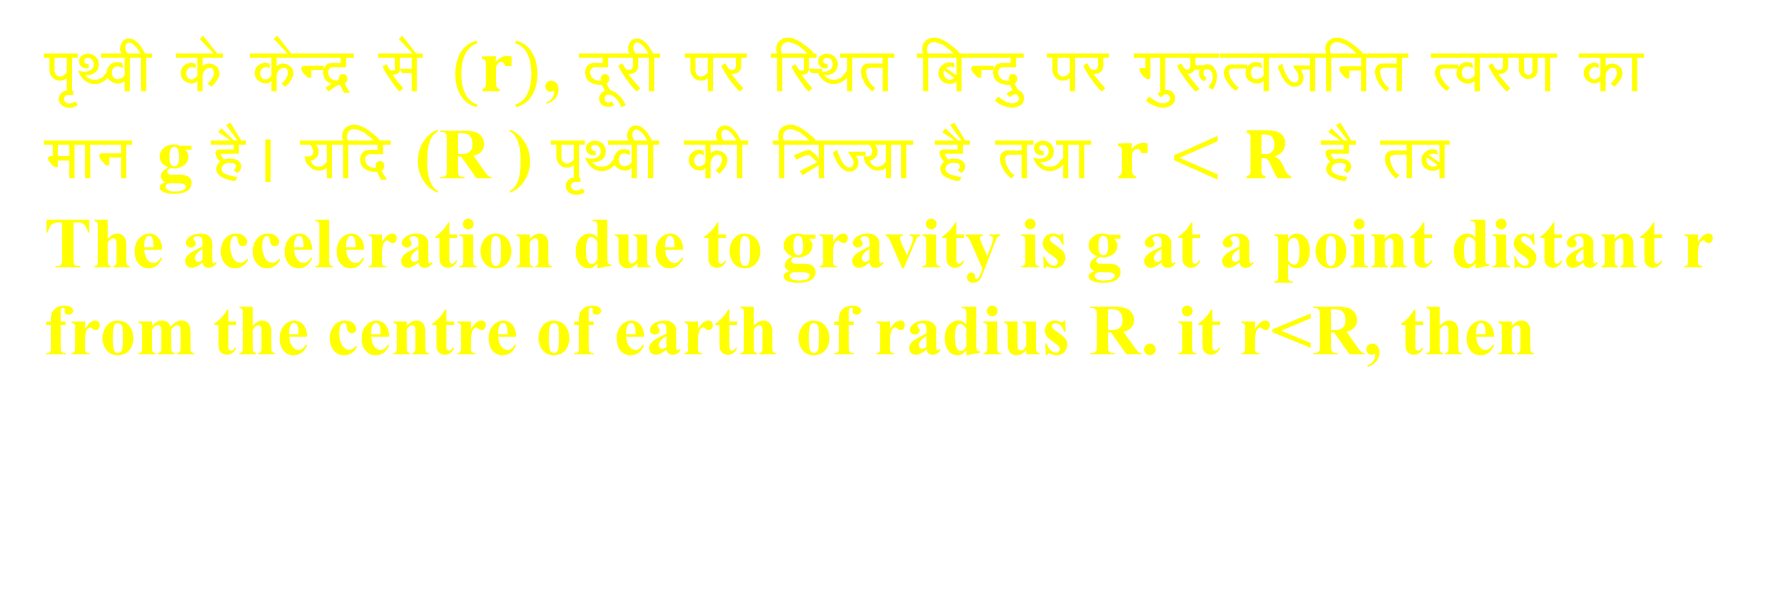 पृथ्वी के केन्द्र से (r), दूरी पर स्थित बिन्दु पर गुरूत्वजनित त्वरण का
मान g है। यदि (R ) पृथ्वी की त्रिज्या है तथा r < R है तब
The acceleration due to gravity is g at a point distant r
from the centre of earth of radius R. it r<R, then